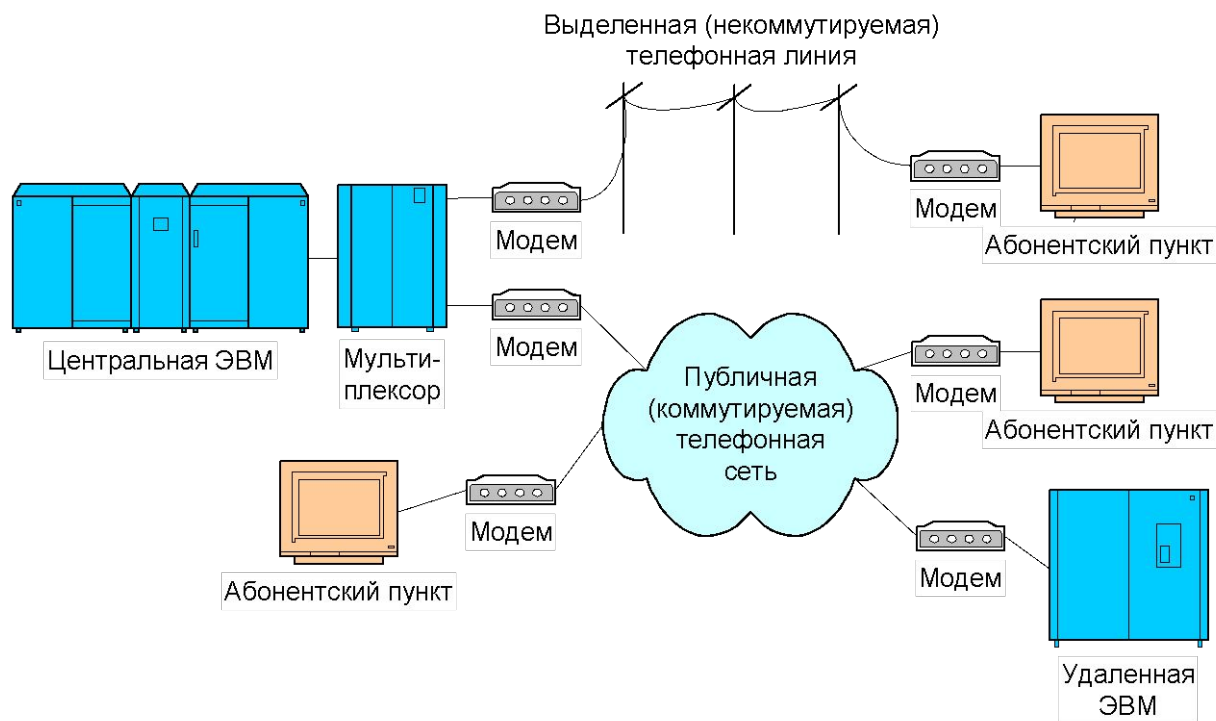 Выделенная (некоммутируемая)
телефонная линия
Модем
Модем
Абонентский пункт
Центральная ЭВМ
Мульти-
плексор
Модем
Публичная
(коммутируемая)
телефонная
сеть
Модем
Абонентский пункт
Модем
Абонентский пункт
Модем
Удаленная
ЭВМ